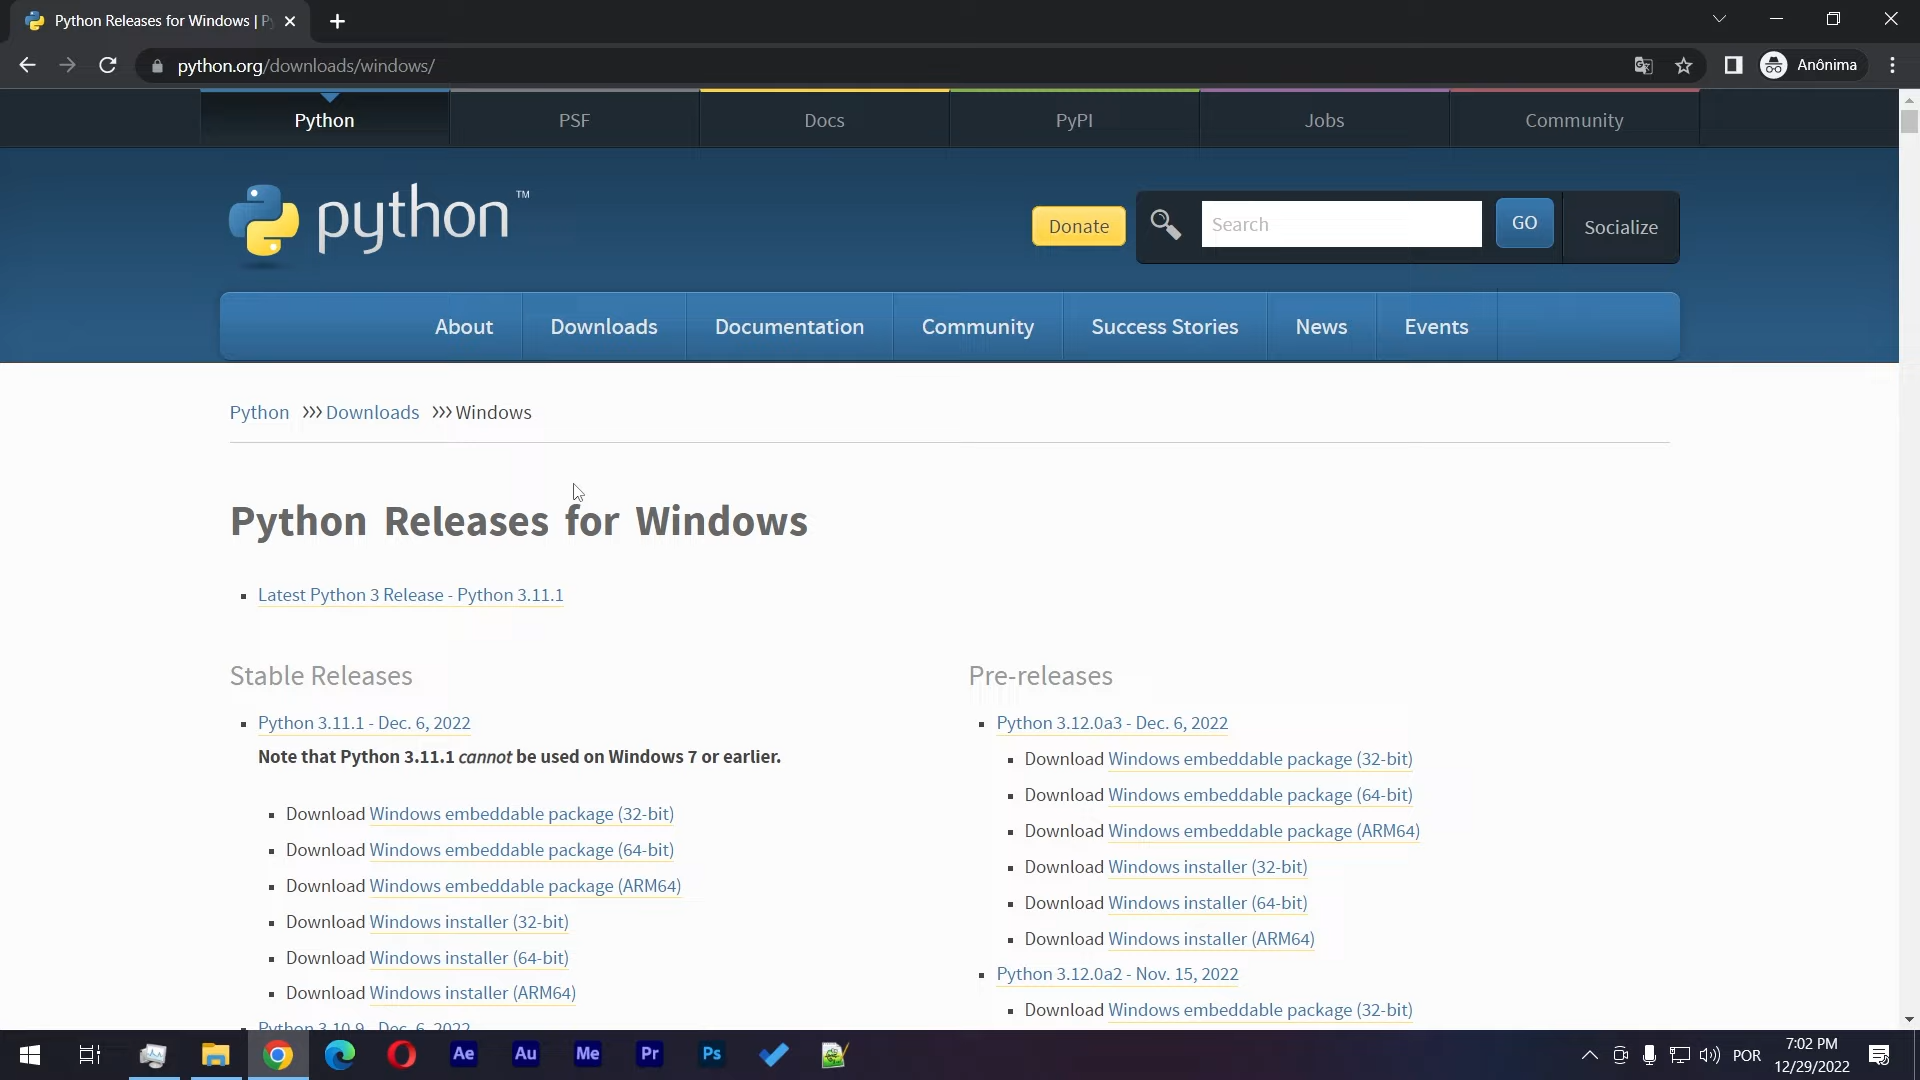 Python Releases for Windows | Py
python.org/downloads/windows/
Anônima
Python
PSF
Docs
PyPI
Jobs
Community
python™
Donate
Search
GO
Socialize
About
Downloads
Documentation
Community
Success Stories
News
Events
Python >>> Downloads >>> Windows
Python Releases for Windows
Latest Python 3 Release - Python 3.11.1
Stable Releases
Python 3.11.1 - Dec. 6, 2022
Note that Python 3.11.1 cannot be used on Windows 7 or earlier.
Download Windows embeddable package (32-bit)
Download Windows embeddable package (64-bit)
Download Windows embeddable package (ARM64)
Download Windows installer (32-bit)
Download Windows installer (64-bit)
Download Windows installer (ARM64)
Python 3.10.9 - Dec. 6, 2022
Pre-releases
Python 3.12.0a3 - Dec. 6, 2022
Download Windows embeddable package (32-bit)
Download Windows embeddable package (64-bit)
Download Windows embeddable package (ARM64)
Download Windows installer (32-bit)
Download Windows installer (64-bit)
Download Windows installer (ARM64)
Python 3.12.0a2 - Nov. 15, 2022
Download Windows embeddable package (32-bit)
Ae
Au
Me
Pr
Ps
POR
7:02 PM
12/29/2022